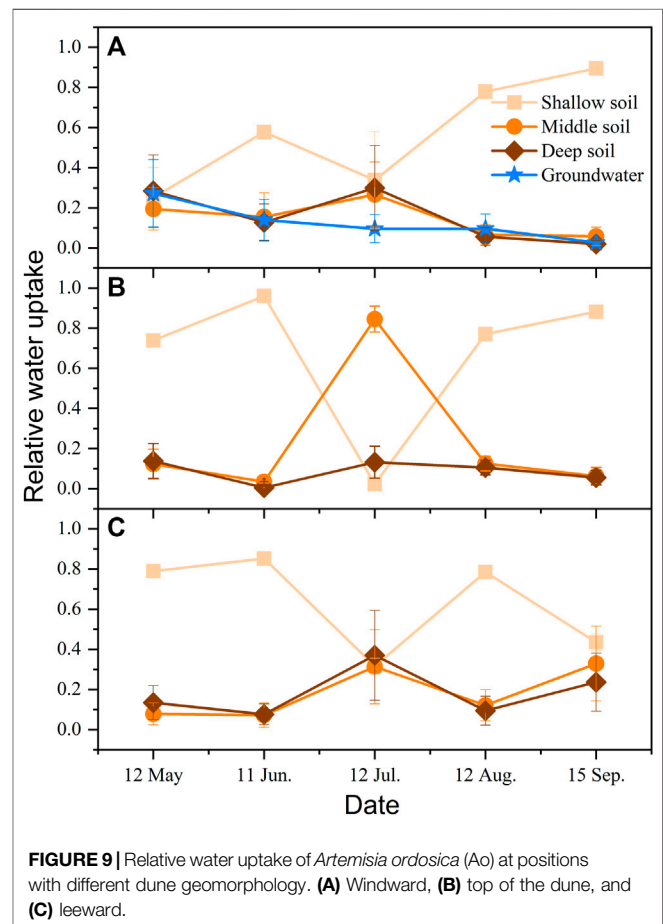 A
1.0
0.8
0.6
0.4
0.2
0.0
Shallow soil
Middle soil
Deep soil
Groundwater
B
1.0
0.8
0.6
0.4
0.2
0.0
Relative water uptake
C
1.0
0.8
0.6
0.4
0.2
0.0
12 May 11 Jun. 12 Jul. 12 Aug. 15 Sep.
Date
FIGURE 9 | Relative water uptake of Artemisia ordosica (Ao) at positions
with different dune geomorphology. (A) Windward, (B) top of the dune, and
(C) leeward.